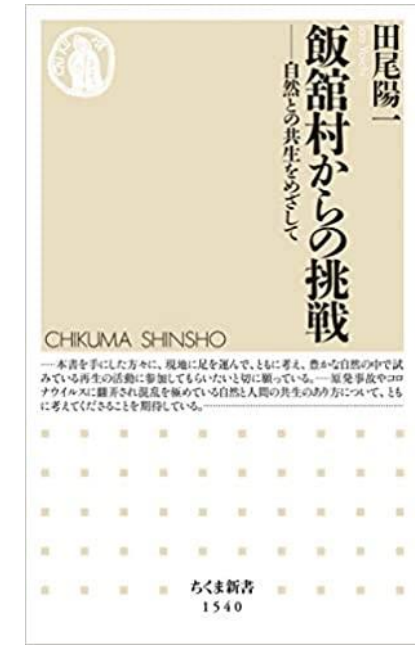 田尾陽一
Tao Yoichi
飯舘村からの挑戦
──自然との共生をめざして
CHIKUMA SHINSHO
──本書を手にした方々に、現地に足を運んで、ともに考え、豊かな自然の中で試
みている再生の活動に参加してもらいたいと切に願っている。──原発事故やコロ
ナウイルスに翻弄され混乱を極めている自然と人間の共生のあり方について、とも
に考えてくださることを期待している。
ちくま新書
1540